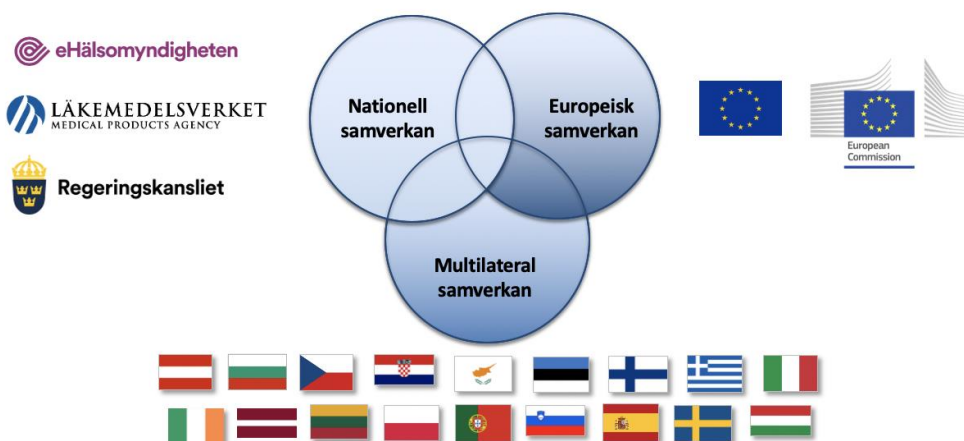 eHälsomyndigheten
LÄKEMEDELSVERKET
MEDICAL PRODUCTS AGENCY
Regeringskansliet
Nationell
samverkan
Europeisk
samverkan
Multilateral
samverkan
European
Commission